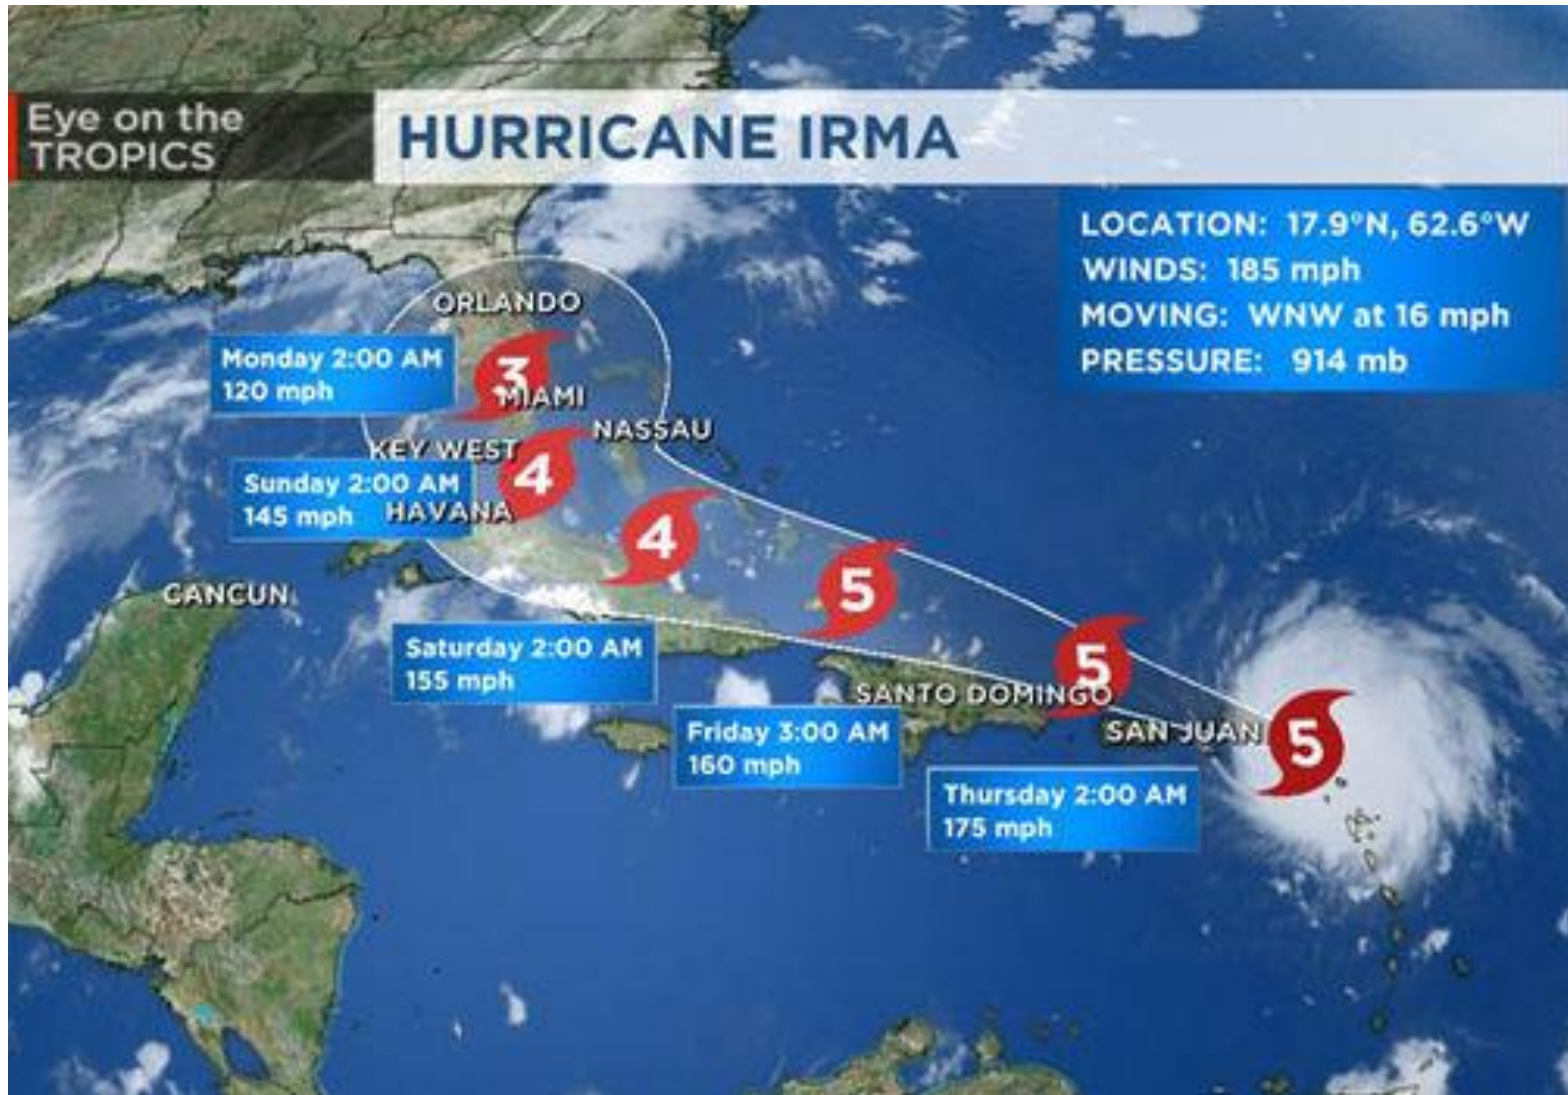 Eye on the
TROPICS
HURRICANE IRMA
LOCATION: 17.9°N, 62.6°W
WINDS: 185 mph
MOVING: WNW at 16 mph
PRESSURE: 914 mb
ORLANDO
Monday 2:00 AM
120 mph
3
MIAMI
NASSAU
KEY WEST
4
Sunday 2:00 AM
145 mph
HAVANA
4
5
CANCUN
Saturday 2:00 AM
155 mph
5
SANTO DOMINGO
Friday 3:00 AM
160 mph
SAN JUAN
5
Thursday 2:00 AM
175 mph